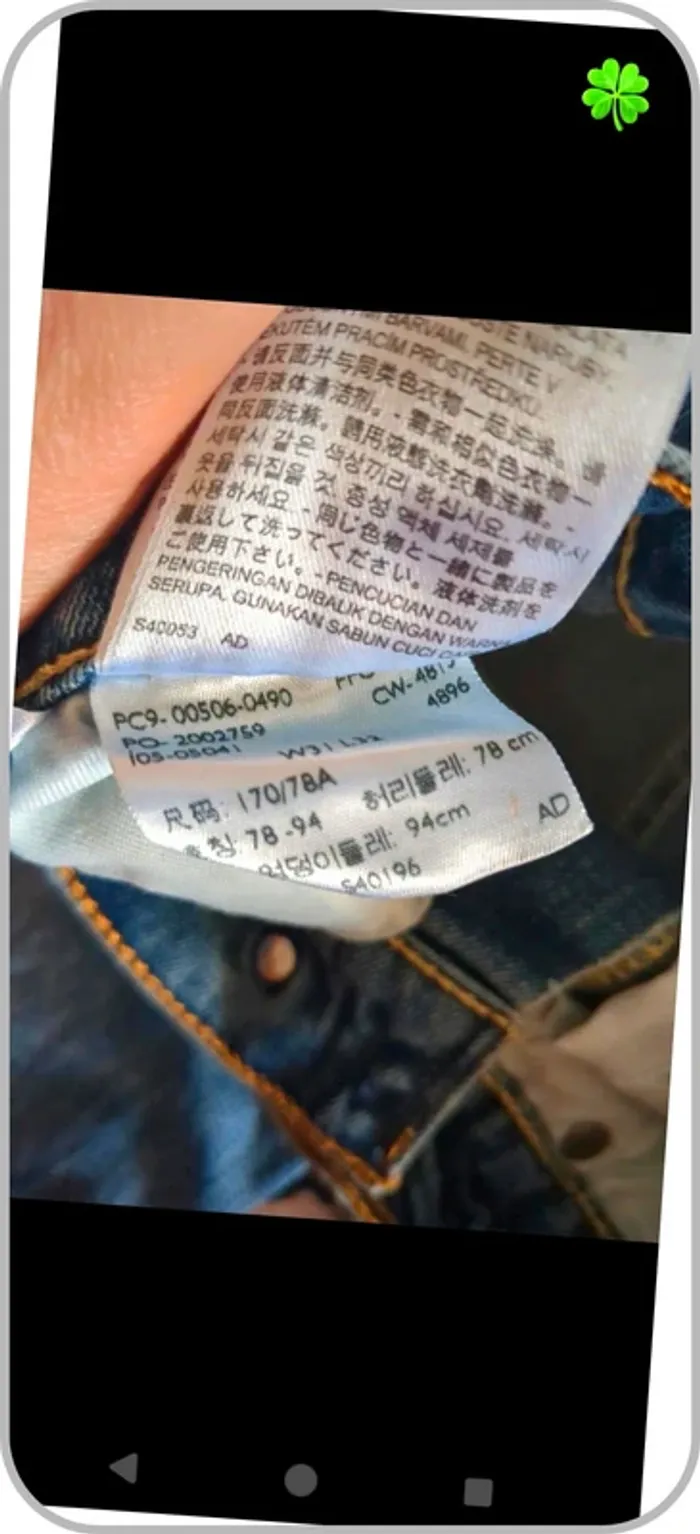 BARVAMI. PERTE V
PRACÍM PROSTŘEDKU.
请反面并与同类色衣物一起洗涤。 請
使用液体清洁剂。 - 需和相似色衣物一
同反面洗滌。 請用液態洗衣劑洗滌。 -
세탁시 같은 색상끼리 하십시오. 세탁시
옷을 뒤집을 것 중성 액체 세제를
사용하세요 - 同じ色物と一緒に製品を
裏返して洗ってください。 液体洗剤を
ご使用下さい。 - PENCUCIAN DAN
PENGERINGAN DIBALIK DENGAN WARNA
SERUPA. GUNAKAN SABUN CUCI
S40053 AD
PC9- 00506-0490
CW-4815
PO- 2002759
4896
105-05041
W31 L32
尺码: 170/78A
허리둘레: 78 cm
호칭: 78 -94
엉덩이둘레: 94cm
AD
S40196